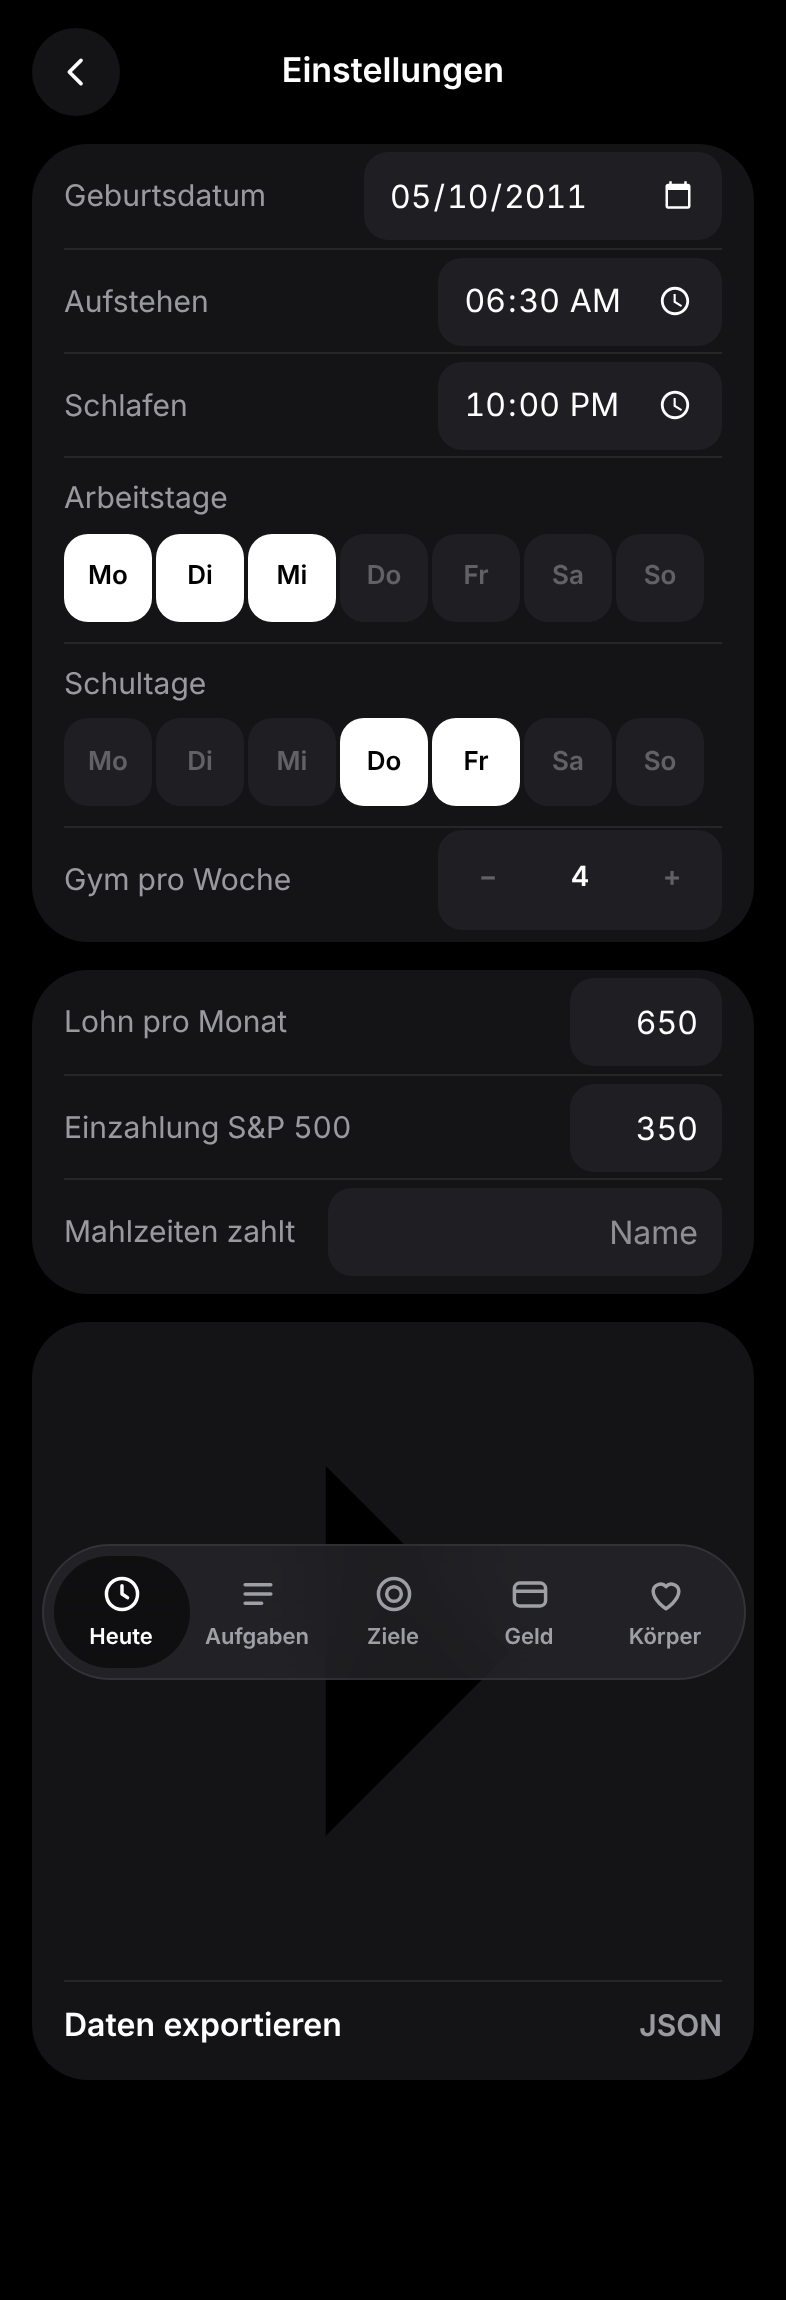 Einstellungen
Geburtsdatum 05/10/2011
Aufstehen 06:30 AM
Schlafen 10:00 PM
Arbeitstage
Mo Di Mi Do Fr Sa So
Schultage
Mo Di Mi Do Fr Sa So
Gym pro Woche − 4 +
Lohn pro Monat 650
Einzahlung S&P 500 350
Mahlzeiten zahlt Name
Heute Aufgaben Ziele Geld Körper
Daten exportieren JSON